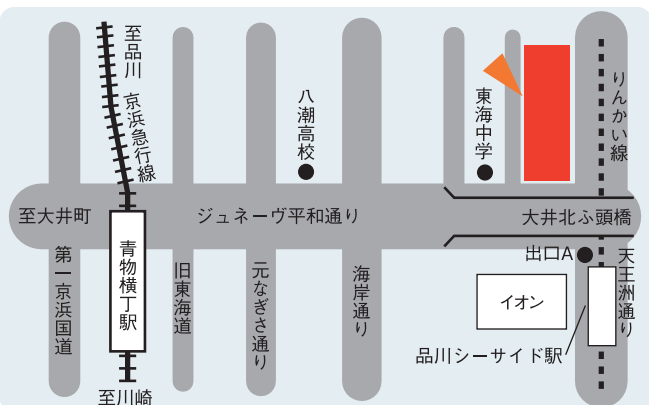 至品川
京浜急行線
八潮高校
東海中学
りんかい線
至大井町
ジュネーヴ平和通り
大井北ふ頭橋
第一京浜国道
青物横丁駅
旧東海道
元なぎさ通り
海岸通り
出口A
天王洲通り
イオン
品川シーサイド駅
至川崎